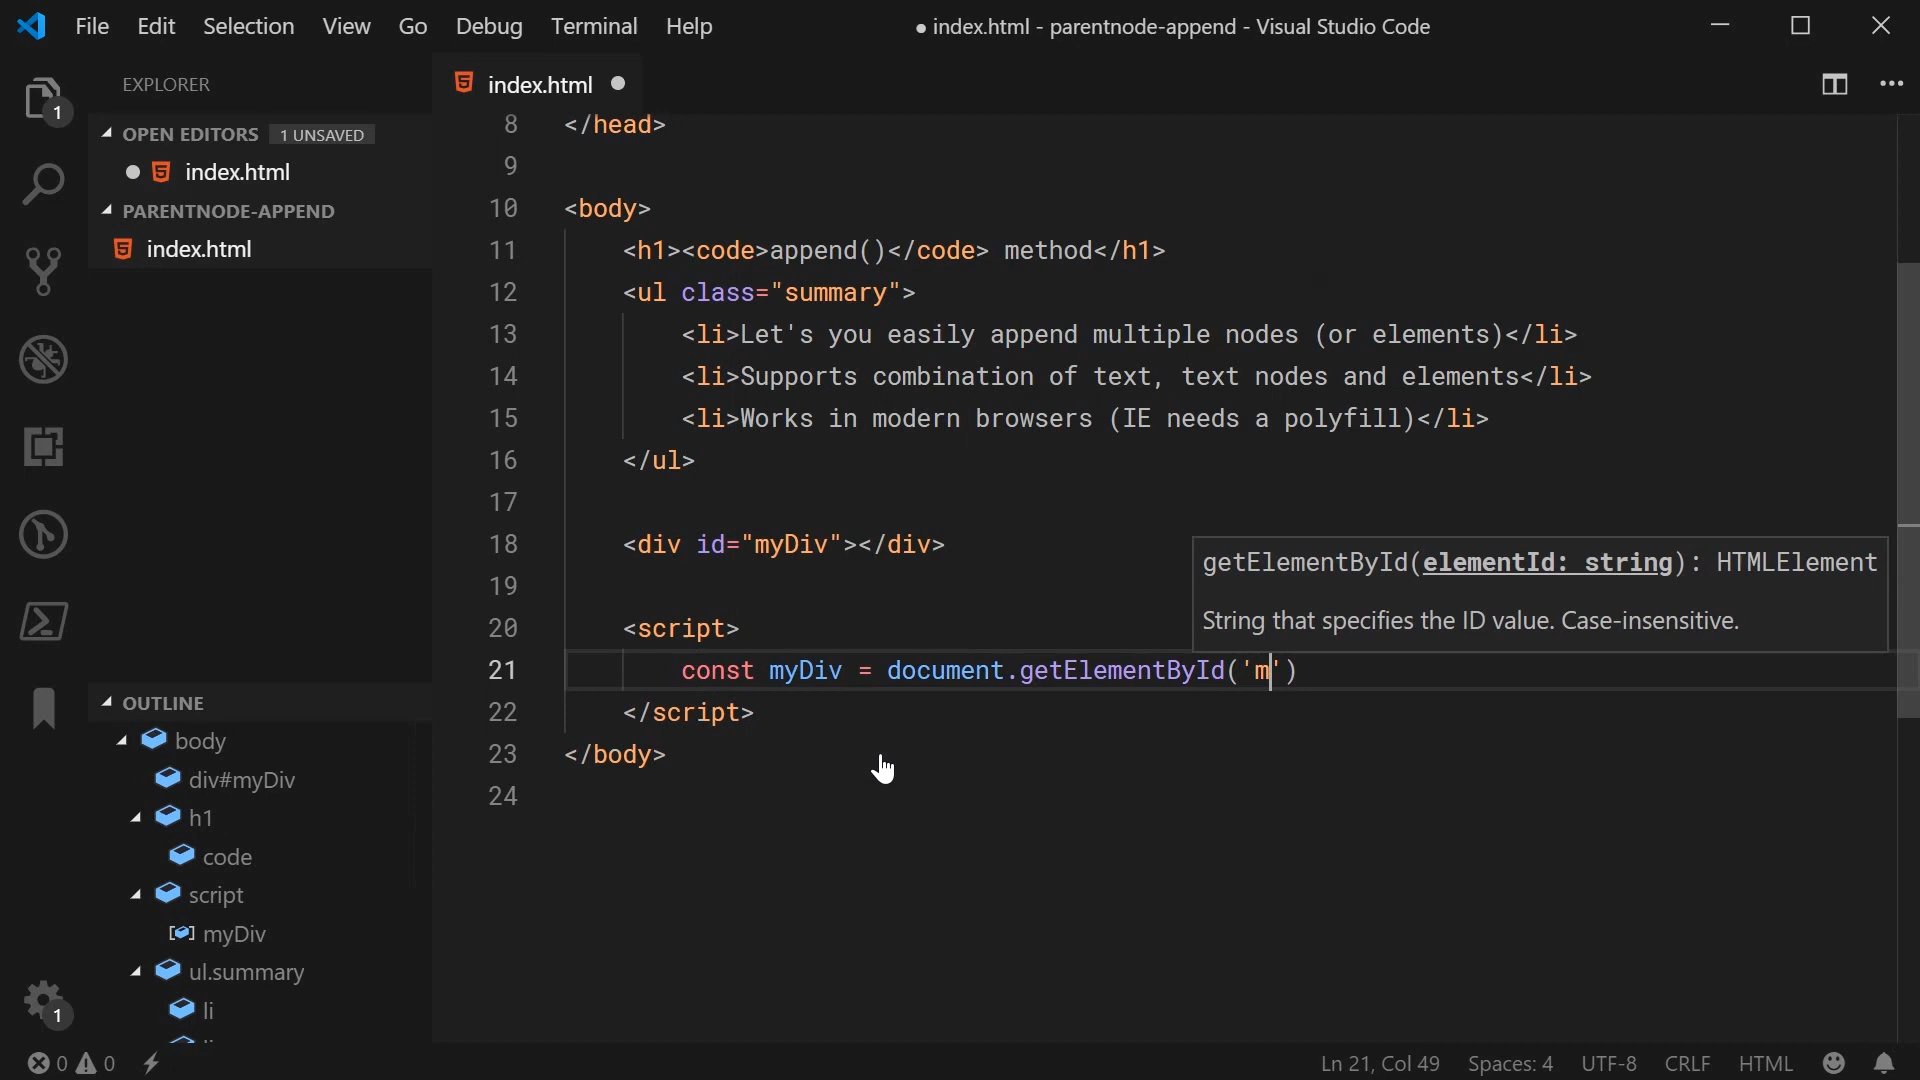 File Edit Selection View Go Debug Terminal Help
● index.html - parentnode-append - Visual Studio Code
EXPLORER
OPEN EDITORS 1 UNSAVED
index.html
PARENTNODE-APPEND
index.html
1
index.html
8 </head>
9
10 <body>
11 <h1><code>append()</code> method</h1>
12 <ul class="summary">
13 <li>Let's you easily append multiple nodes (or elements)</li>
14 <li>Supports combination of text, text nodes and elements</li>
15 <li>Works in modern browsers (IE needs a polyfill)</li>
16 </ul>
17
18 <div id="myDiv"></div>
19
20 <script>
21 const myDiv = document.getElementById('m')
22 </script>
23 </body>
24
getElementById(elementId: string): HTMLElement
String that specifies the ID value. Case-insensitive.
OUTLINE
body
div#myDiv
h1
code
script
myDiv
ul.summary
li
1
0 0
Ln 21, Col 49 Spaces: 4 UTF-8 CRLF HTML